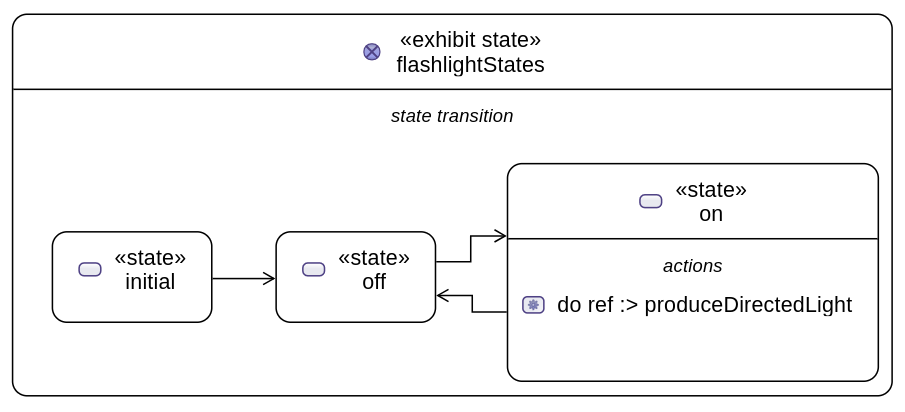 «exhibit state»
flashlightStates
state transition
«state»
initial
«state»
off
«state»
on
actions
do ref :> produceDirectedLight